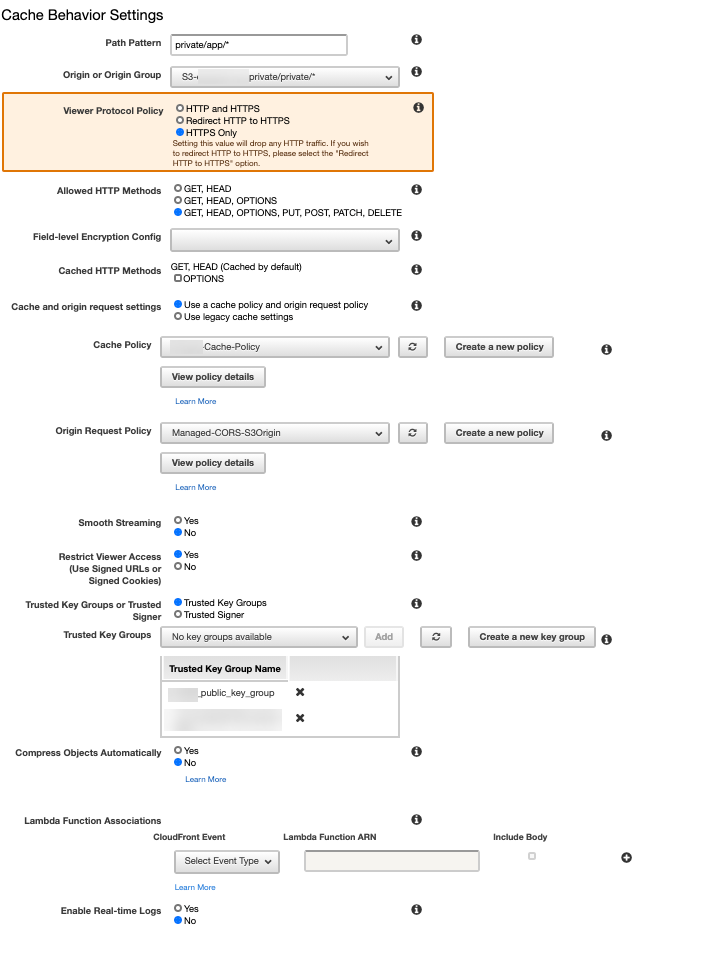 Cache Behavior Settings
Path Pattern private/app/*
Origin or Origin Group S3- private/private/*
Viewer Protocol Policy HTTP and HTTPS
Redirect HTTP to HTTPS
HTTPS Only
Setting this value will drop any HTTP traffic. If you wish
to redirect HTTP to HTTPS, please select the "Redirect
HTTP to HTTPS" option.
Allowed HTTP Methods GET, HEAD
GET, HEAD, OPTIONS
GET, HEAD, OPTIONS, PUT, POST, PATCH, DELETE
Field-level Encryption Config
Cached HTTP Methods GET, HEAD (Cached by default)
OPTIONS
Cache and origin request settings Use a cache policy and origin request policy
Use legacy cache settings
Cache Policy -Cache-Policy Create a new policy
View policy details
Learn More
Origin Request Policy Managed-CORS-S3Origin Create a new policy
View policy details
Learn More
Smooth Streaming Yes
No
Restrict Viewer Access Yes
(Use Signed URLs or No
Signed Cookies)
Trusted Key Groups or Trusted Trusted Key Groups
Signer Trusted Signer
Trusted Key Groups No key groups available Add Create a new key group
Trusted Key Group Name
_public_key_group
Compress Objects Automatically Yes
No
Learn More
Lambda Function Associations
CloudFront Event Lambda Function ARN Include Body
Select Event Type
Learn More
Enable Real-time Logs Yes
No